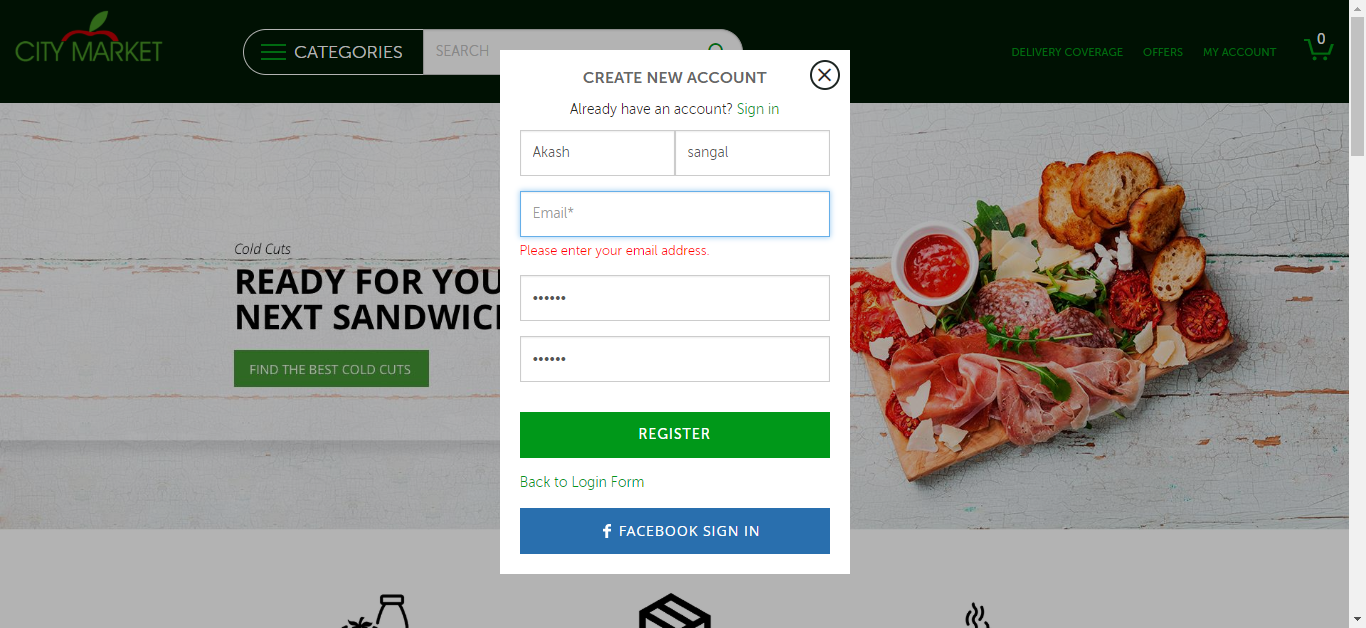 CITY MARKET
CATEGORIES
SEARCH
DELIVERY COVERAGE
OFFERS
MY ACCOUNT
0
CREATE NEW ACCOUNT
Already have an account? Sign in
Akash
sangal
Email*
Please enter your email address.
••••••
••••••
REGISTER
Back to Login Form
f FACEBOOK SIGN IN
Cold Cuts
READY FOR YOU
NEXT SANDWIC
FIND THE BEST COLD CUTS